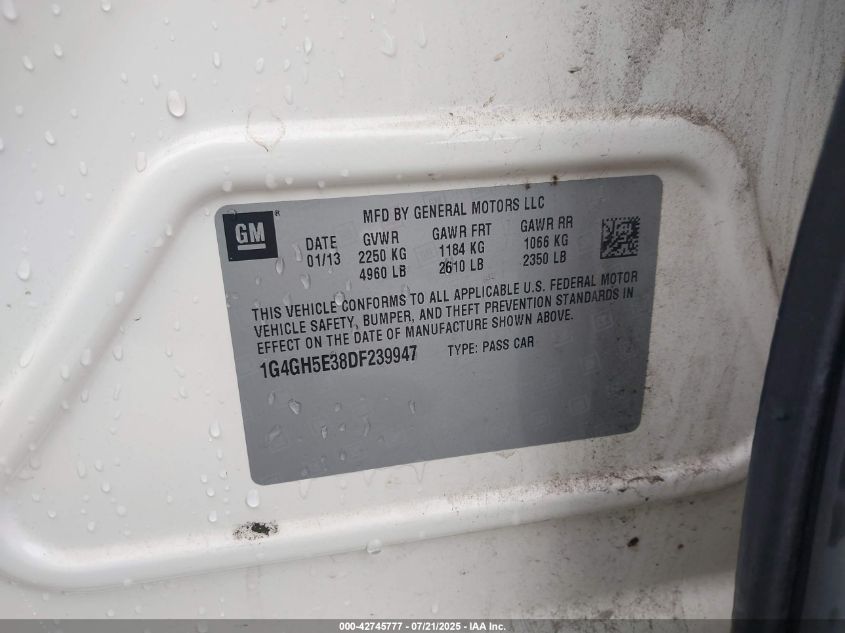 MFD BY GENERAL MOTORS LLC
GM ®
DATE GVWR GAWR FRT GAWR RR
01/13 2250 KG 1184 KG 1066 KG
4960 LB 2610 LB 2350 LB
THIS VEHICLE CONFORMS TO ALL APPLICABLE U.S. FEDERAL MOTOR
VEHICLE SAFETY, BUMPER, AND THEFT PREVENTION STANDARDS IN
EFFECT ON THE DATE OF MANUFACTURE SHOWN ABOVE.
1G4GH5E38DF239947 TYPE: PASS CAR
000-42745777 - 07/21/2025 - IAA Inc.